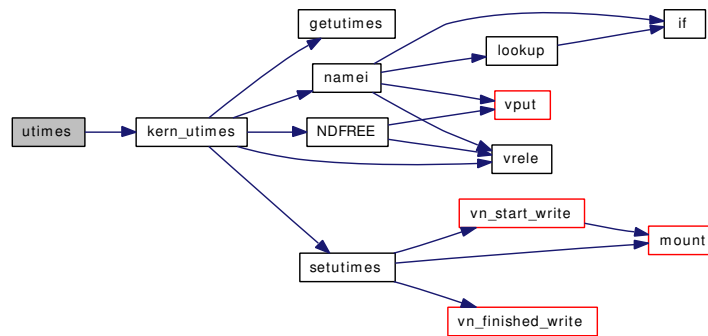 getutimes
if
lookup
namei
vput
utimes
kern_utimes
NDFREE
vrele
vn_start_write
mount
setutimes
vn_finished_write